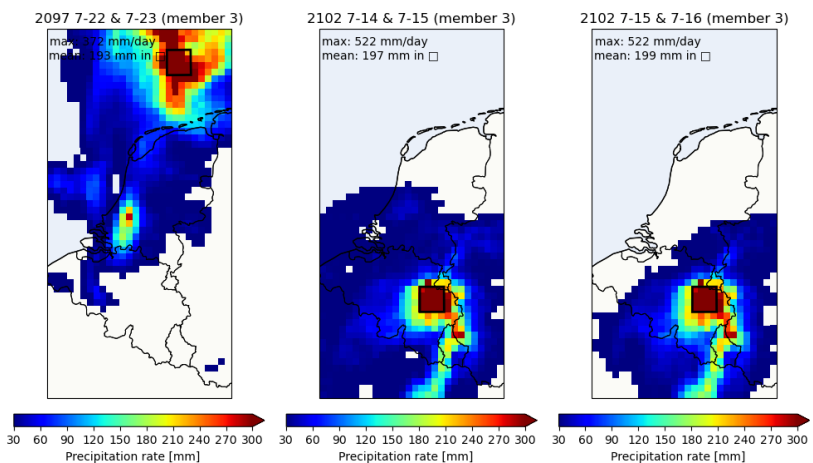 2097 7-22 & 7-23 (member 3)
max: 372 mm/day
mean: 193 mm in □
30 60 90 120 150 180 210 240 270 300
Precipitation rate [mm]
2102 7-14 & 7-15 (member 3)
max: 522 mm/day
mean: 197 mm in □
30 60 90 120 150 180 210 240 270 300
Precipitation rate [mm]
2102 7-15 & 7-16 (member 3)
max: 522 mm/day
mean: 199 mm in □
30 60 90 120 150 180 210 240 270 300
Precipitation rate [mm]